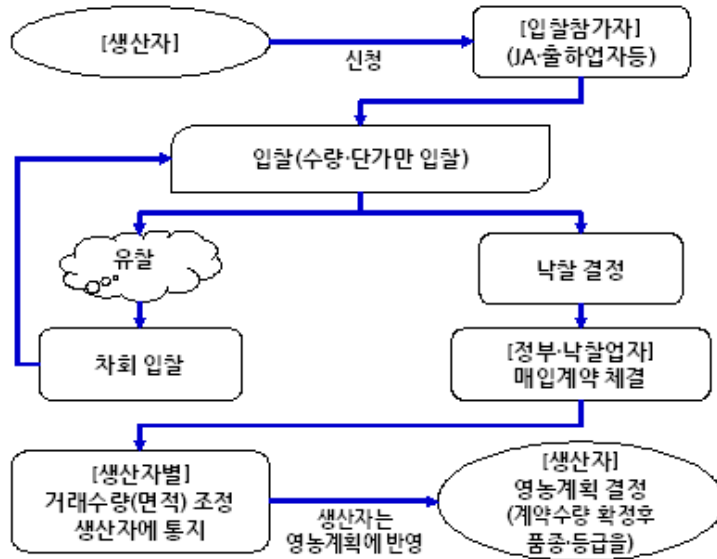 [생산자]
신청
[입찰참가자]
(JA·출하업자등)
입찰(수량·단가만 입찰)
유찰
낙찰 결정
차회 입찰
[정부·낙찰업자]
매입계약 체결
[생산자별]
거래수량(면적) 조정
생산자에 통지
생산자는
영농계획에 반영
[생산자]
영농계획 결정
(계약수량 확정후
품종·등급을)